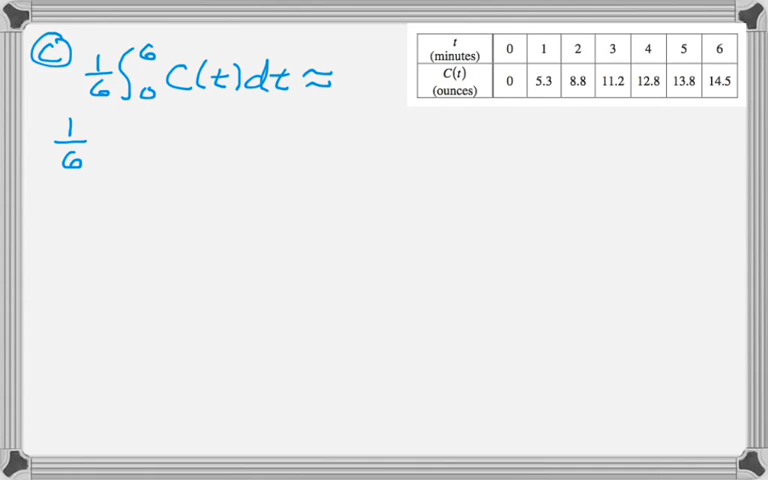 C 1/6 ∫₀⁶ C(t)dt ≈
1/6
t (minutes) 0 1 2 3 4 5 6
C(t) (ounces) 0 5.3 8.8 11.2 12.8 13.8 14.5